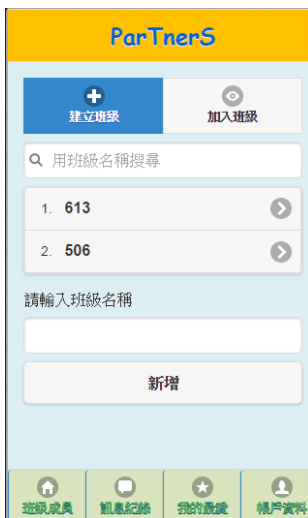 ParTnerS
建立班級 加入班級
用班級名稱搜尋
1. 613
2. 506
請輸入班級名稱
新增
班級成員 訊息紀錄 我的最愛 帳戶資料